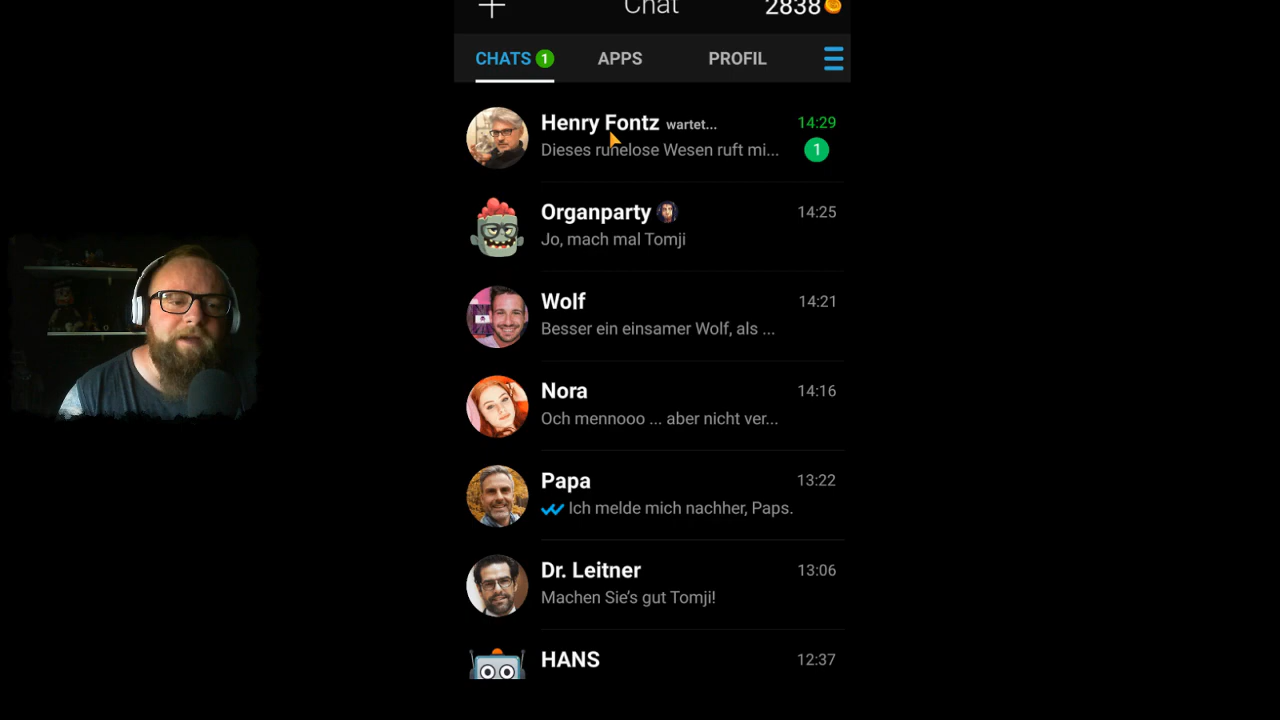 Chat 2838
CHATS 1 APPS PROFIL
Henry Fontz wartet... 14:29
Dieses ruhelose Wesen ruft mi... 1
Organparty 14:25
Jo, mach mal Tomji
Wolf 14:21
Besser ein einsamer Wolf, als ...
Nora 14:16
Och mennooo ... aber nicht ver...
Papa 13:22
Ich melde mich nachher, Paps.
Dr. Leitner 13:06
Machen Sie's gut Tomji!
HANS 12:37